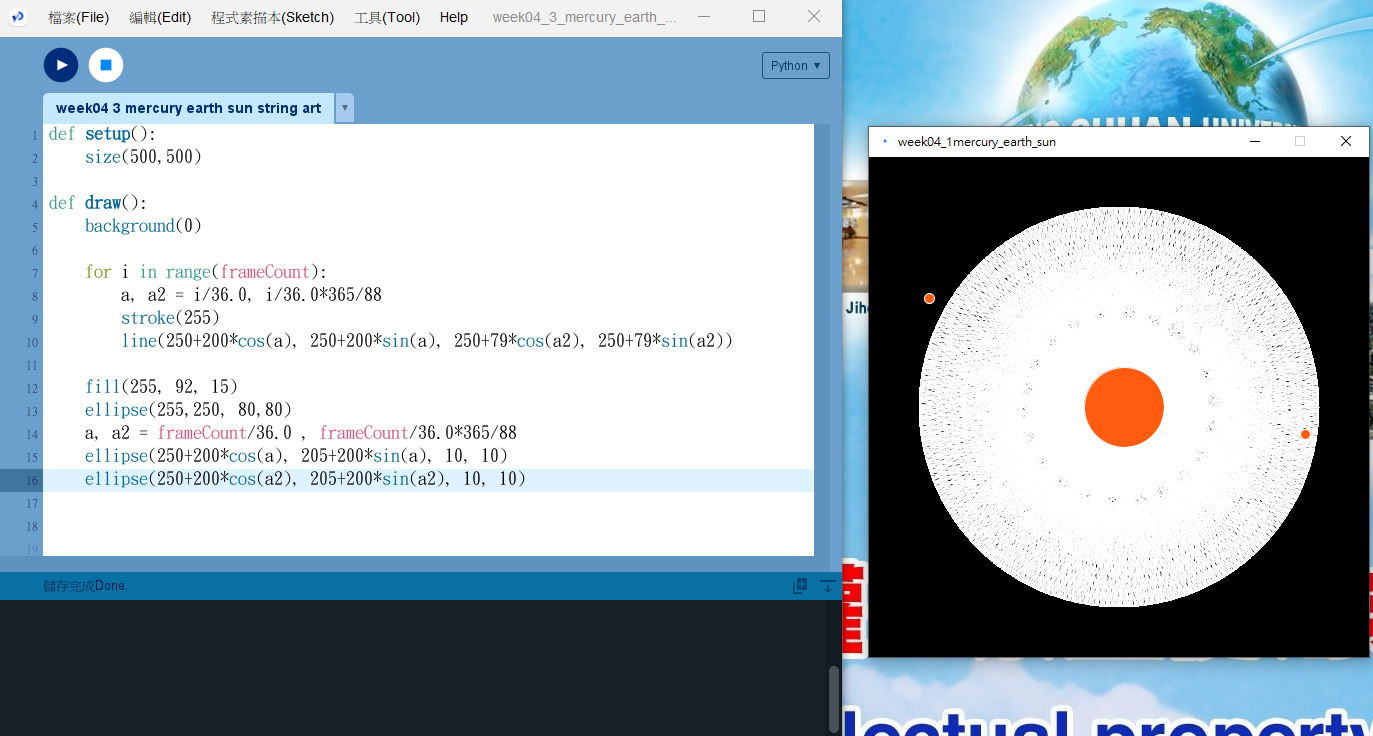 檔案(File) 編輯(Edit) 程式素描本(Sketch) 工具(Tool) Help week04_3_mercury_earth_...
Python ▼
week04 3 mercury earth sun string art ▼
1 def setup():
2 size(500,500)
3
4 def draw():
5 background(0)
6
7 for i in range(frameCount):
8 a, a2 = i/36.0, i/36.0*365/88
9 stroke(255)
10 line(250+200*cos(a), 250+200*sin(a), 250+79*cos(a2), 250+79*sin(a2))
11
12 fill(255, 92, 15)
13 ellipse(255,250, 80,80)
14 a, a2 = frameCount/36.0 , frameCount/36.0*365/88
15 ellipse(250+200*cos(a), 205+200*sin(a), 10, 10)
16 ellipse(250+200*cos(a2), 205+200*sin(a2), 10, 10)
17
18
19
儲存完成Done.
week04_1mercury_earth_sun
lectual property